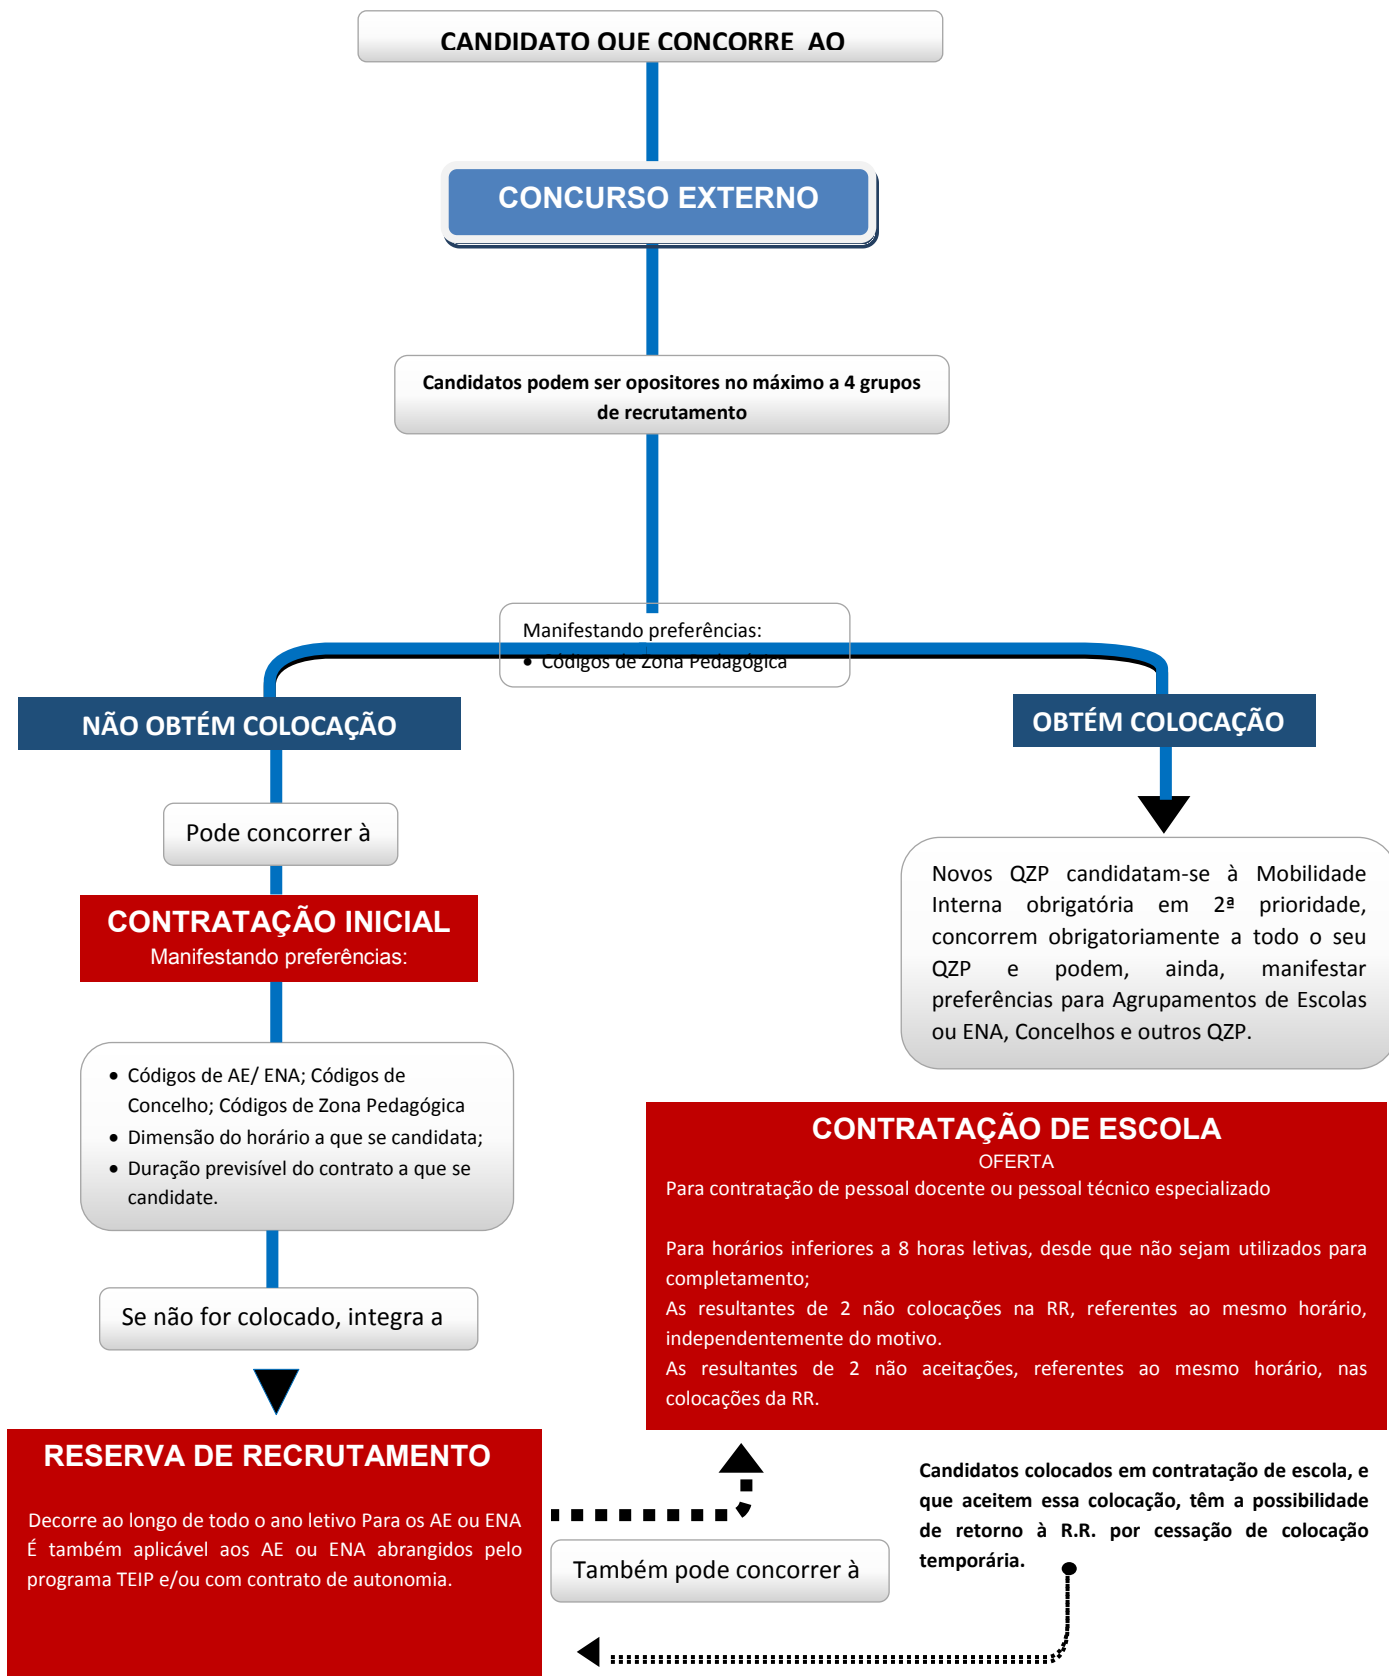 CANDIDATO QUE CONCORRE AO
CONCURSO EXTERNO
Candidatos podem ser opositores no máximo a 4 grupos
de recrutamento
Manifestando preferências:
• Códigos de Zona Pedagógica
NÃO OBTÉM COLOCAÇÃO
OBTÉM COLOCAÇÃO
Pode concorrer à
CONTRATAÇÃO INICIAL
Manifestando preferências:
Novos QZP candidatam-se à Mobilidade
Interna obrigatória em 2ª prioridade,
concorrem obrigatoriamente a todo o seu
QZP e podem, ainda, manifestar
preferências para Agrupamentos de Escolas
ou ENA, Concelhos e outros QZP.
• Códigos de AE/ ENA; Códigos de
Concelho; Códigos de Zona Pedagógica
• Dimensão do horário a que se candidata;
• Duração previsível do contrato a que se
candidate.
Se não for colocado, integra a
CONTRATAÇÃO DE ESCOLA
OFERTA
Para contratação de pessoal docente ou pessoal técnico especializado
Para horários inferiores a 8 horas letivas, desde que não sejam utilizados para
completamento;
As resultantes de 2 não colocações na RR, referentes ao mesmo horário,
independentemente do motivo.
As resultantes de 2 não aceitações, referentes ao mesmo horário, nas
colocações da RR.
RESERVA DE RECRUTAMENTO
Decorre ao longo de todo o ano letivo Para os AE ou ENA
É também aplicável aos AE ou ENA abrangidos pelo
programa TEIP e/ou com contrato de autonomia.
Também pode concorrer à
Candidatos colocados em contratação de escola, e
que aceitem essa colocação, têm a possibilidade
de retorno à R.R. por cessação de colocação
temporária.